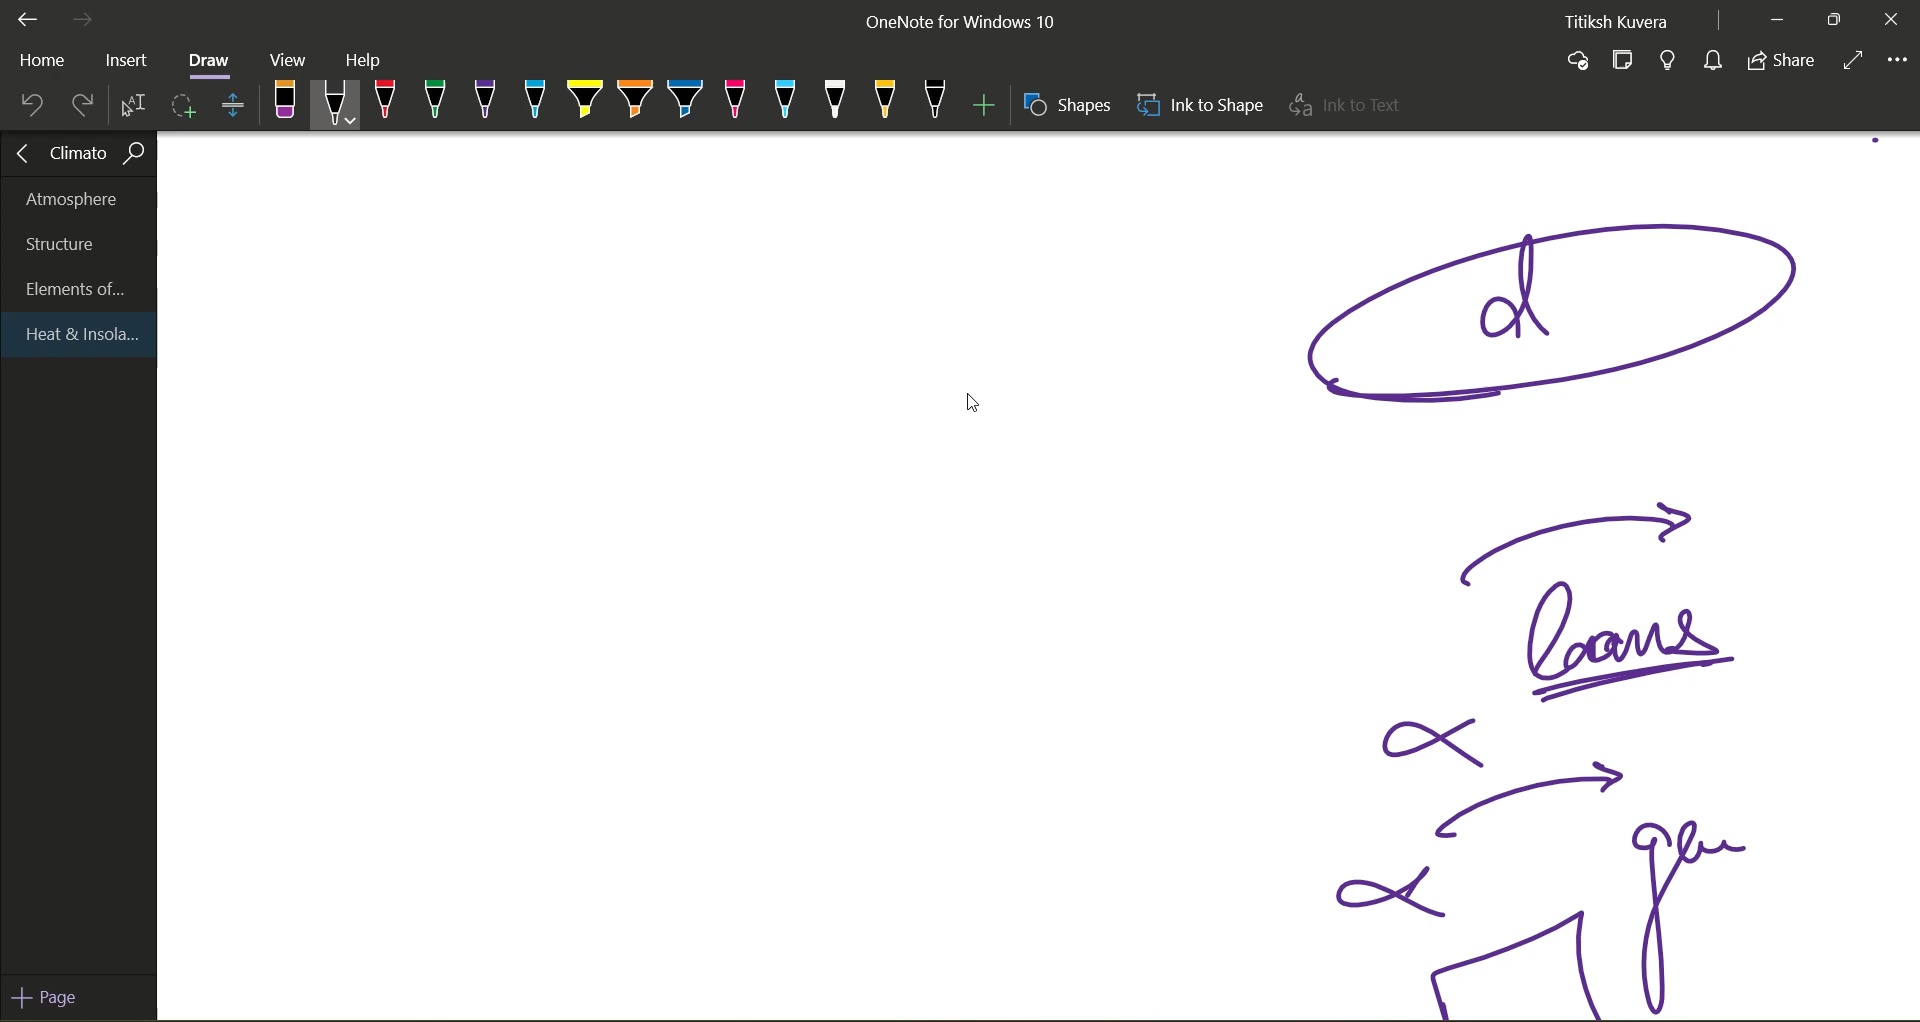 OneNote for Windows 10
Titiksh Kuvera
Home Insert Draw View Help
Share
Shapes Ink to Shape Ink to Text
Climato
Atmosphere
Structure
Elements of...
Heat & Insola...
d
α
α
Page